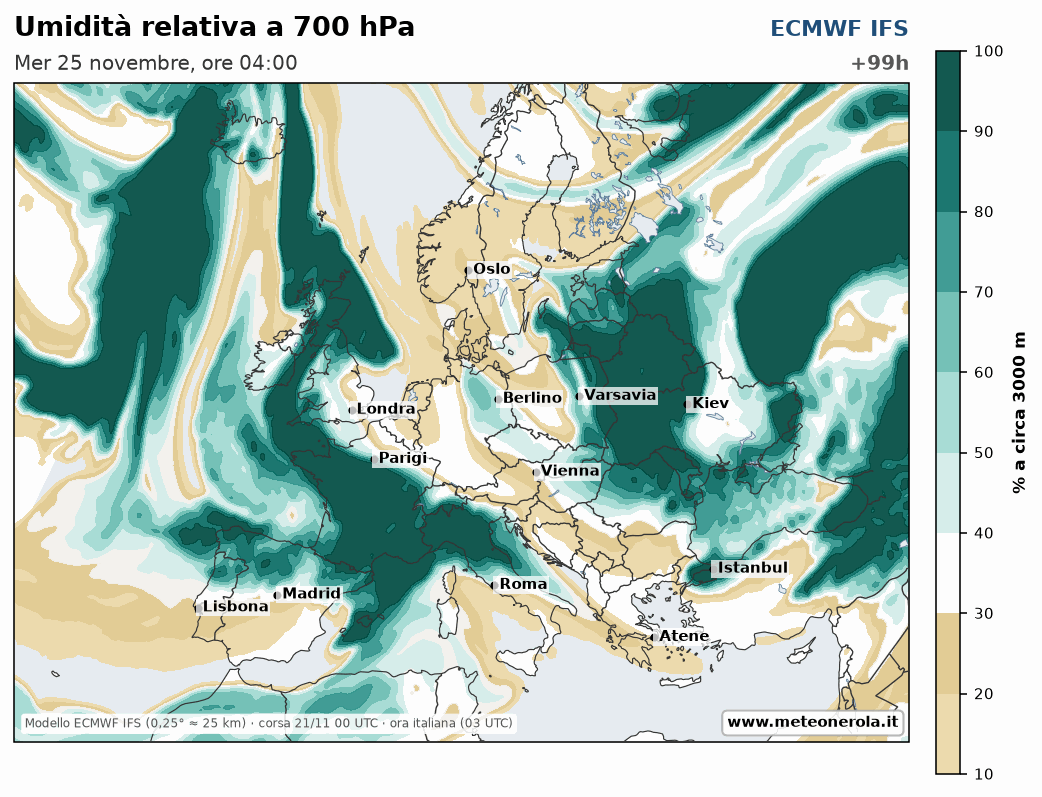 Umidità relativa a 700 hPa
ECMWF IFS
Mer 25 novembre, ore 04:00
+99h
100
90
80
70
60
50
40
30
20
10
% a circa 3000 m
Oslo
Londra
Berlino
Varsavia
Kiev
Parigi
Vienna
Istanbul
Roma
Madrid
Lisbona
Atene
Modello ECMWF IFS (0,25° ≈ 25 km) · corsa 21/11 00 UTC · ora italiana (03 UTC)
www.meteonerola.it